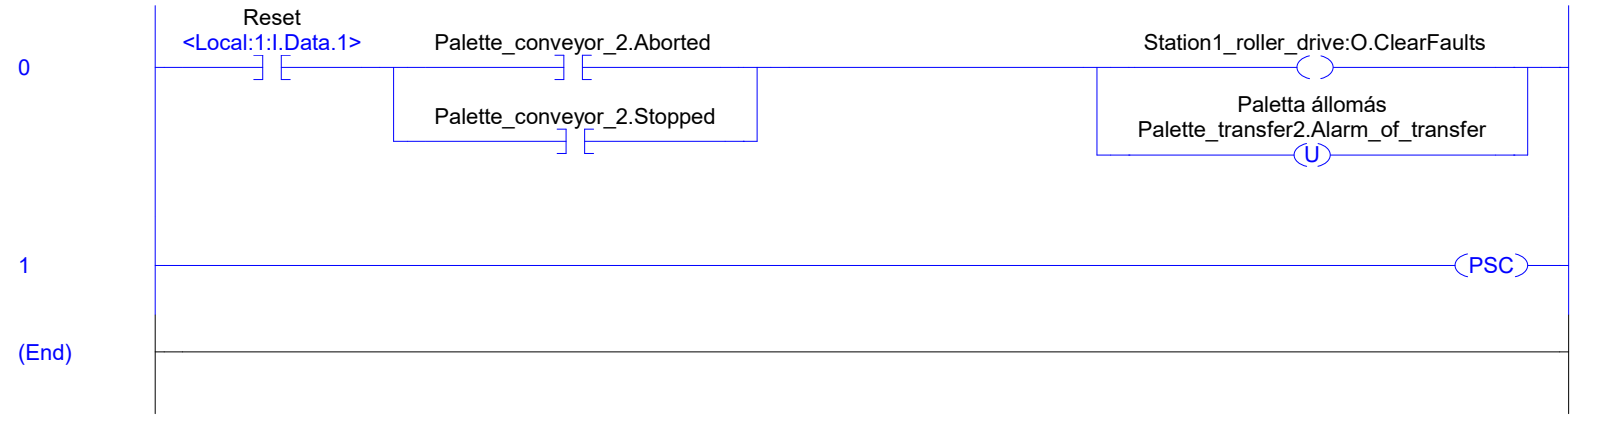 Reset
<Local:1:I.Data.1>
Palette_conveyor_2.Aborted
Station1_roller_drive:O.ClearFaults
0
Palette_conveyor_2.Stopped
Paletta állomás
Palette_transfer2.Alarm_of_transfer
U
1
PSC
(End)